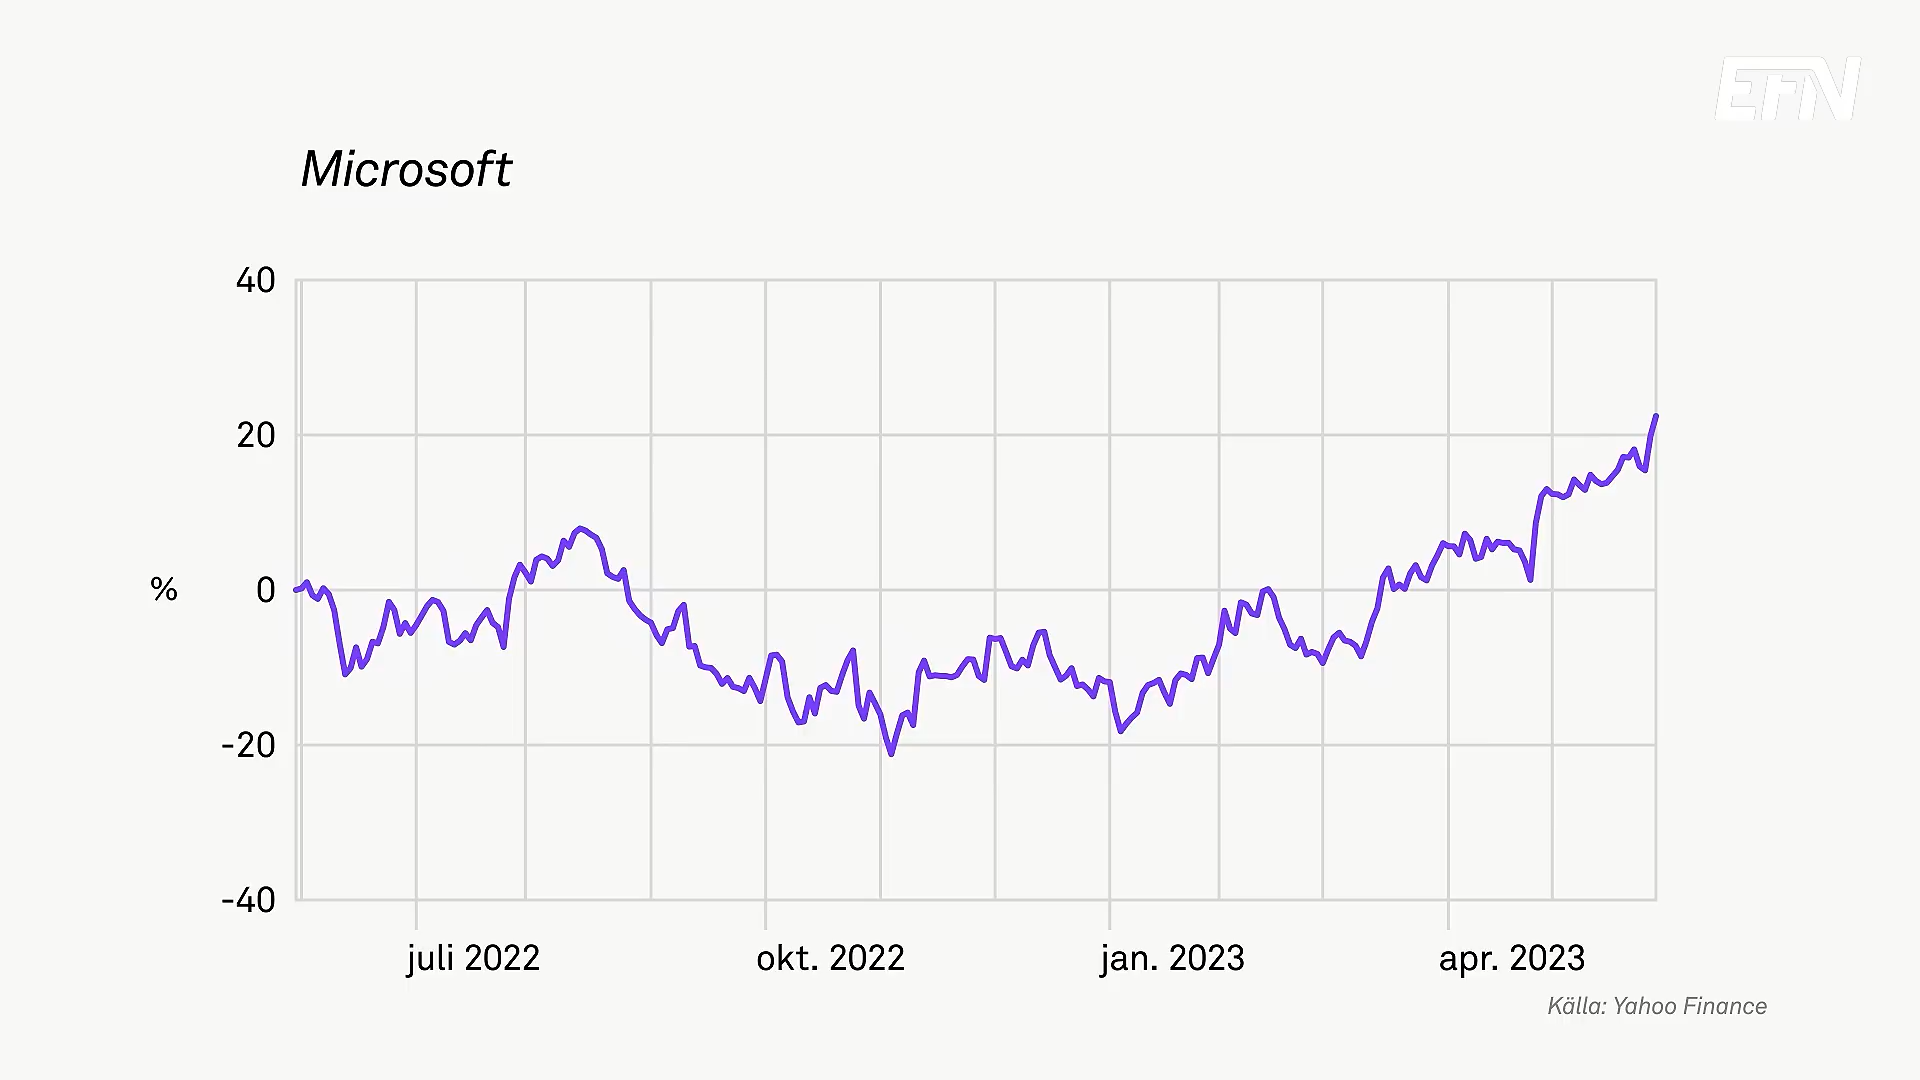 EFN
Microsoft
40
20
%
0
-20
-40
juli 2022
okt. 2022
jan. 2023
apr. 2023
Källa: Yahoo Finance